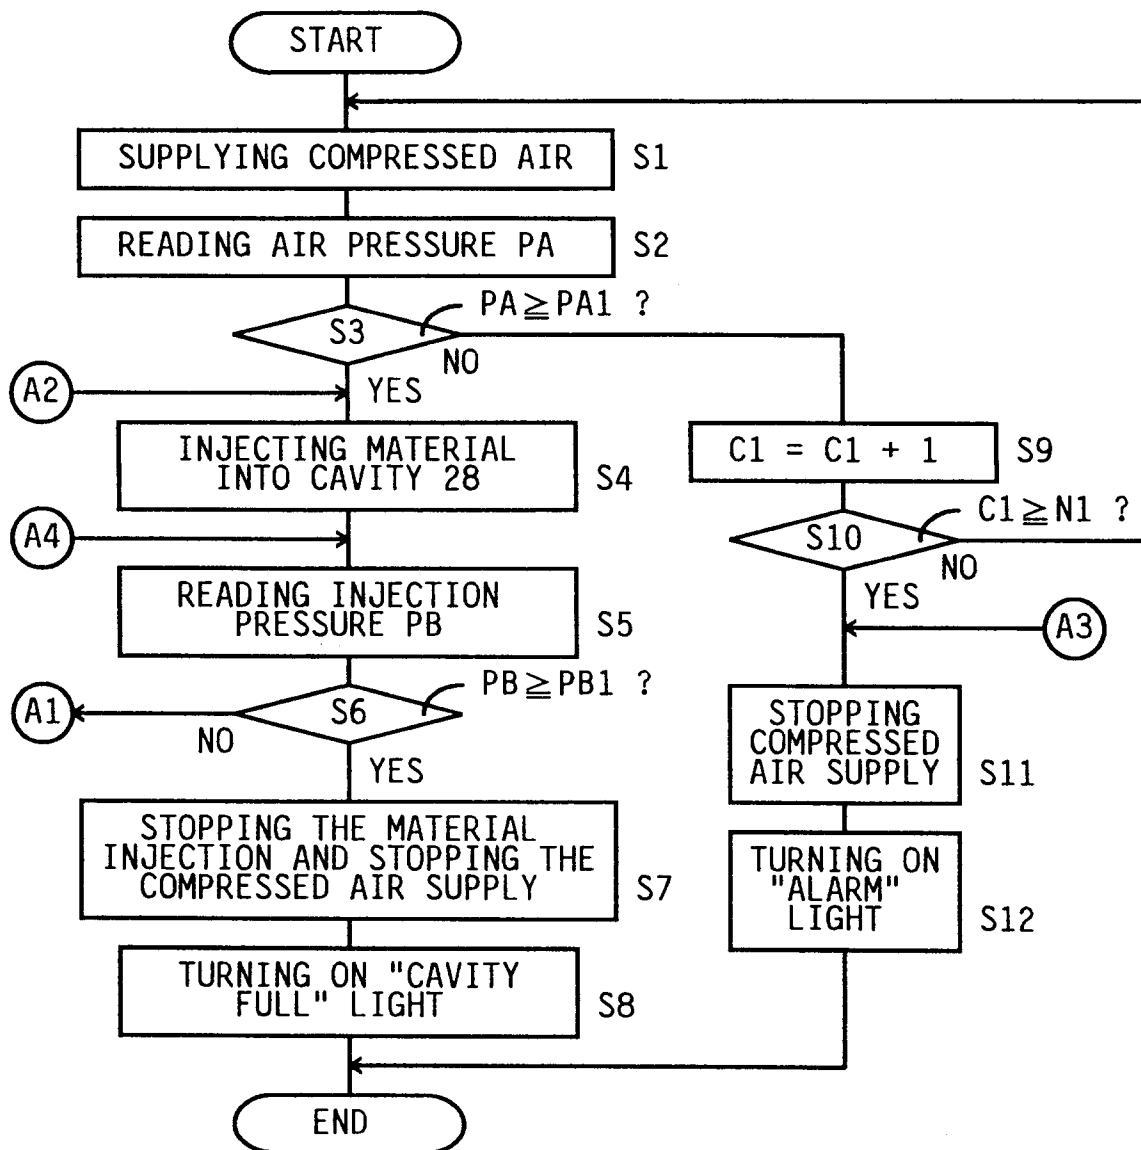 START
SUPPLYING COMPRESSED AIR
S1
READING AIR PRESSURE PA
S2
PA≧PA1 ?
S3
NO
A2
YES
INJECTING MATERIAL
INTO CAVITY 28
S4
C1 = C1 + 1
S9
C1≧N1 ?
A4
S10
NO
READING INJECTION
PRESSURE PB
S5
YES
A3
PB≧PB1 ?
A1
S6
NO
YES
STOPPING
COMPRESSED
AIR SUPPLY
S11
STOPPING THE MATERIAL
INJECTION AND STOPPING THE
COMPRESSED AIR SUPPLY
S7
TURNING ON
"ALARM"
LIGHT
S12
TURNING ON "CAVITY
FULL" LIGHT
S8
END